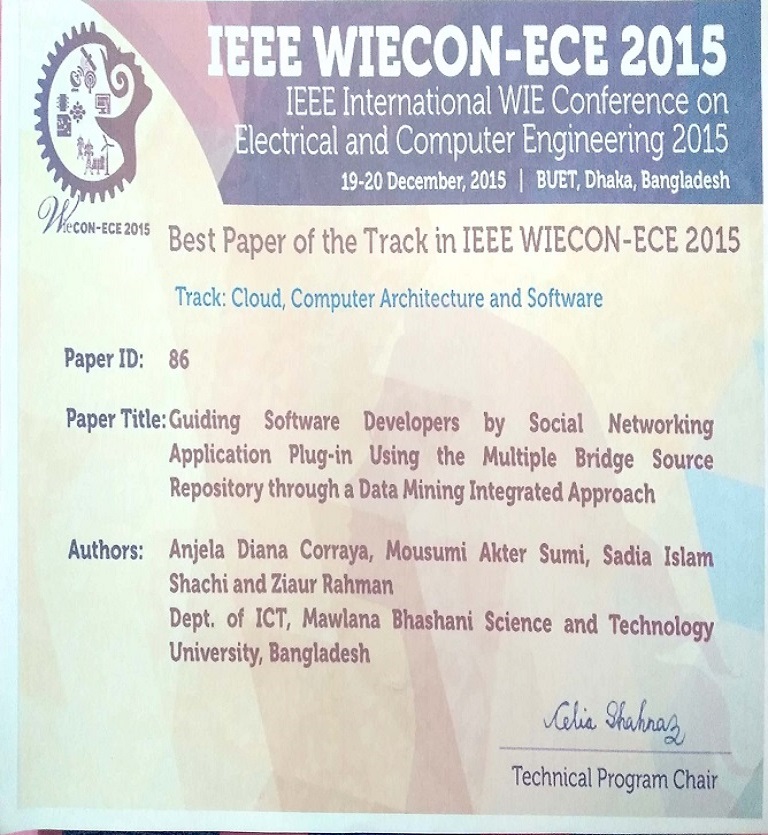 IEEE WIECON-ECE 2015
IEEE International WIE Conference on
Electrical and Computer Engineering 2015
19-20 December, 2015 | BUET, Dhaka, Bangladesh
WIECON-ECE 2015
Best Paper of the Track in IEEE WIECON-ECE 2015
Track: Cloud, Computer Architecture and Software
Paper ID: 86
Paper Title: Guiding Software Developers by Social Networking
Application Plug-in Using the Multiple Bridge Source
Repository through a Data Mining Integrated Approach
Authors: Anjela Diana Corraya, Mousumi Akter Sumi, Sadia Islam
Shachi and Ziaur Rahman
Dept. of ICT, Mawlana Bhashani Science and Technology
University, Bangladesh
Celia Shahnaz
Technical Program Chair